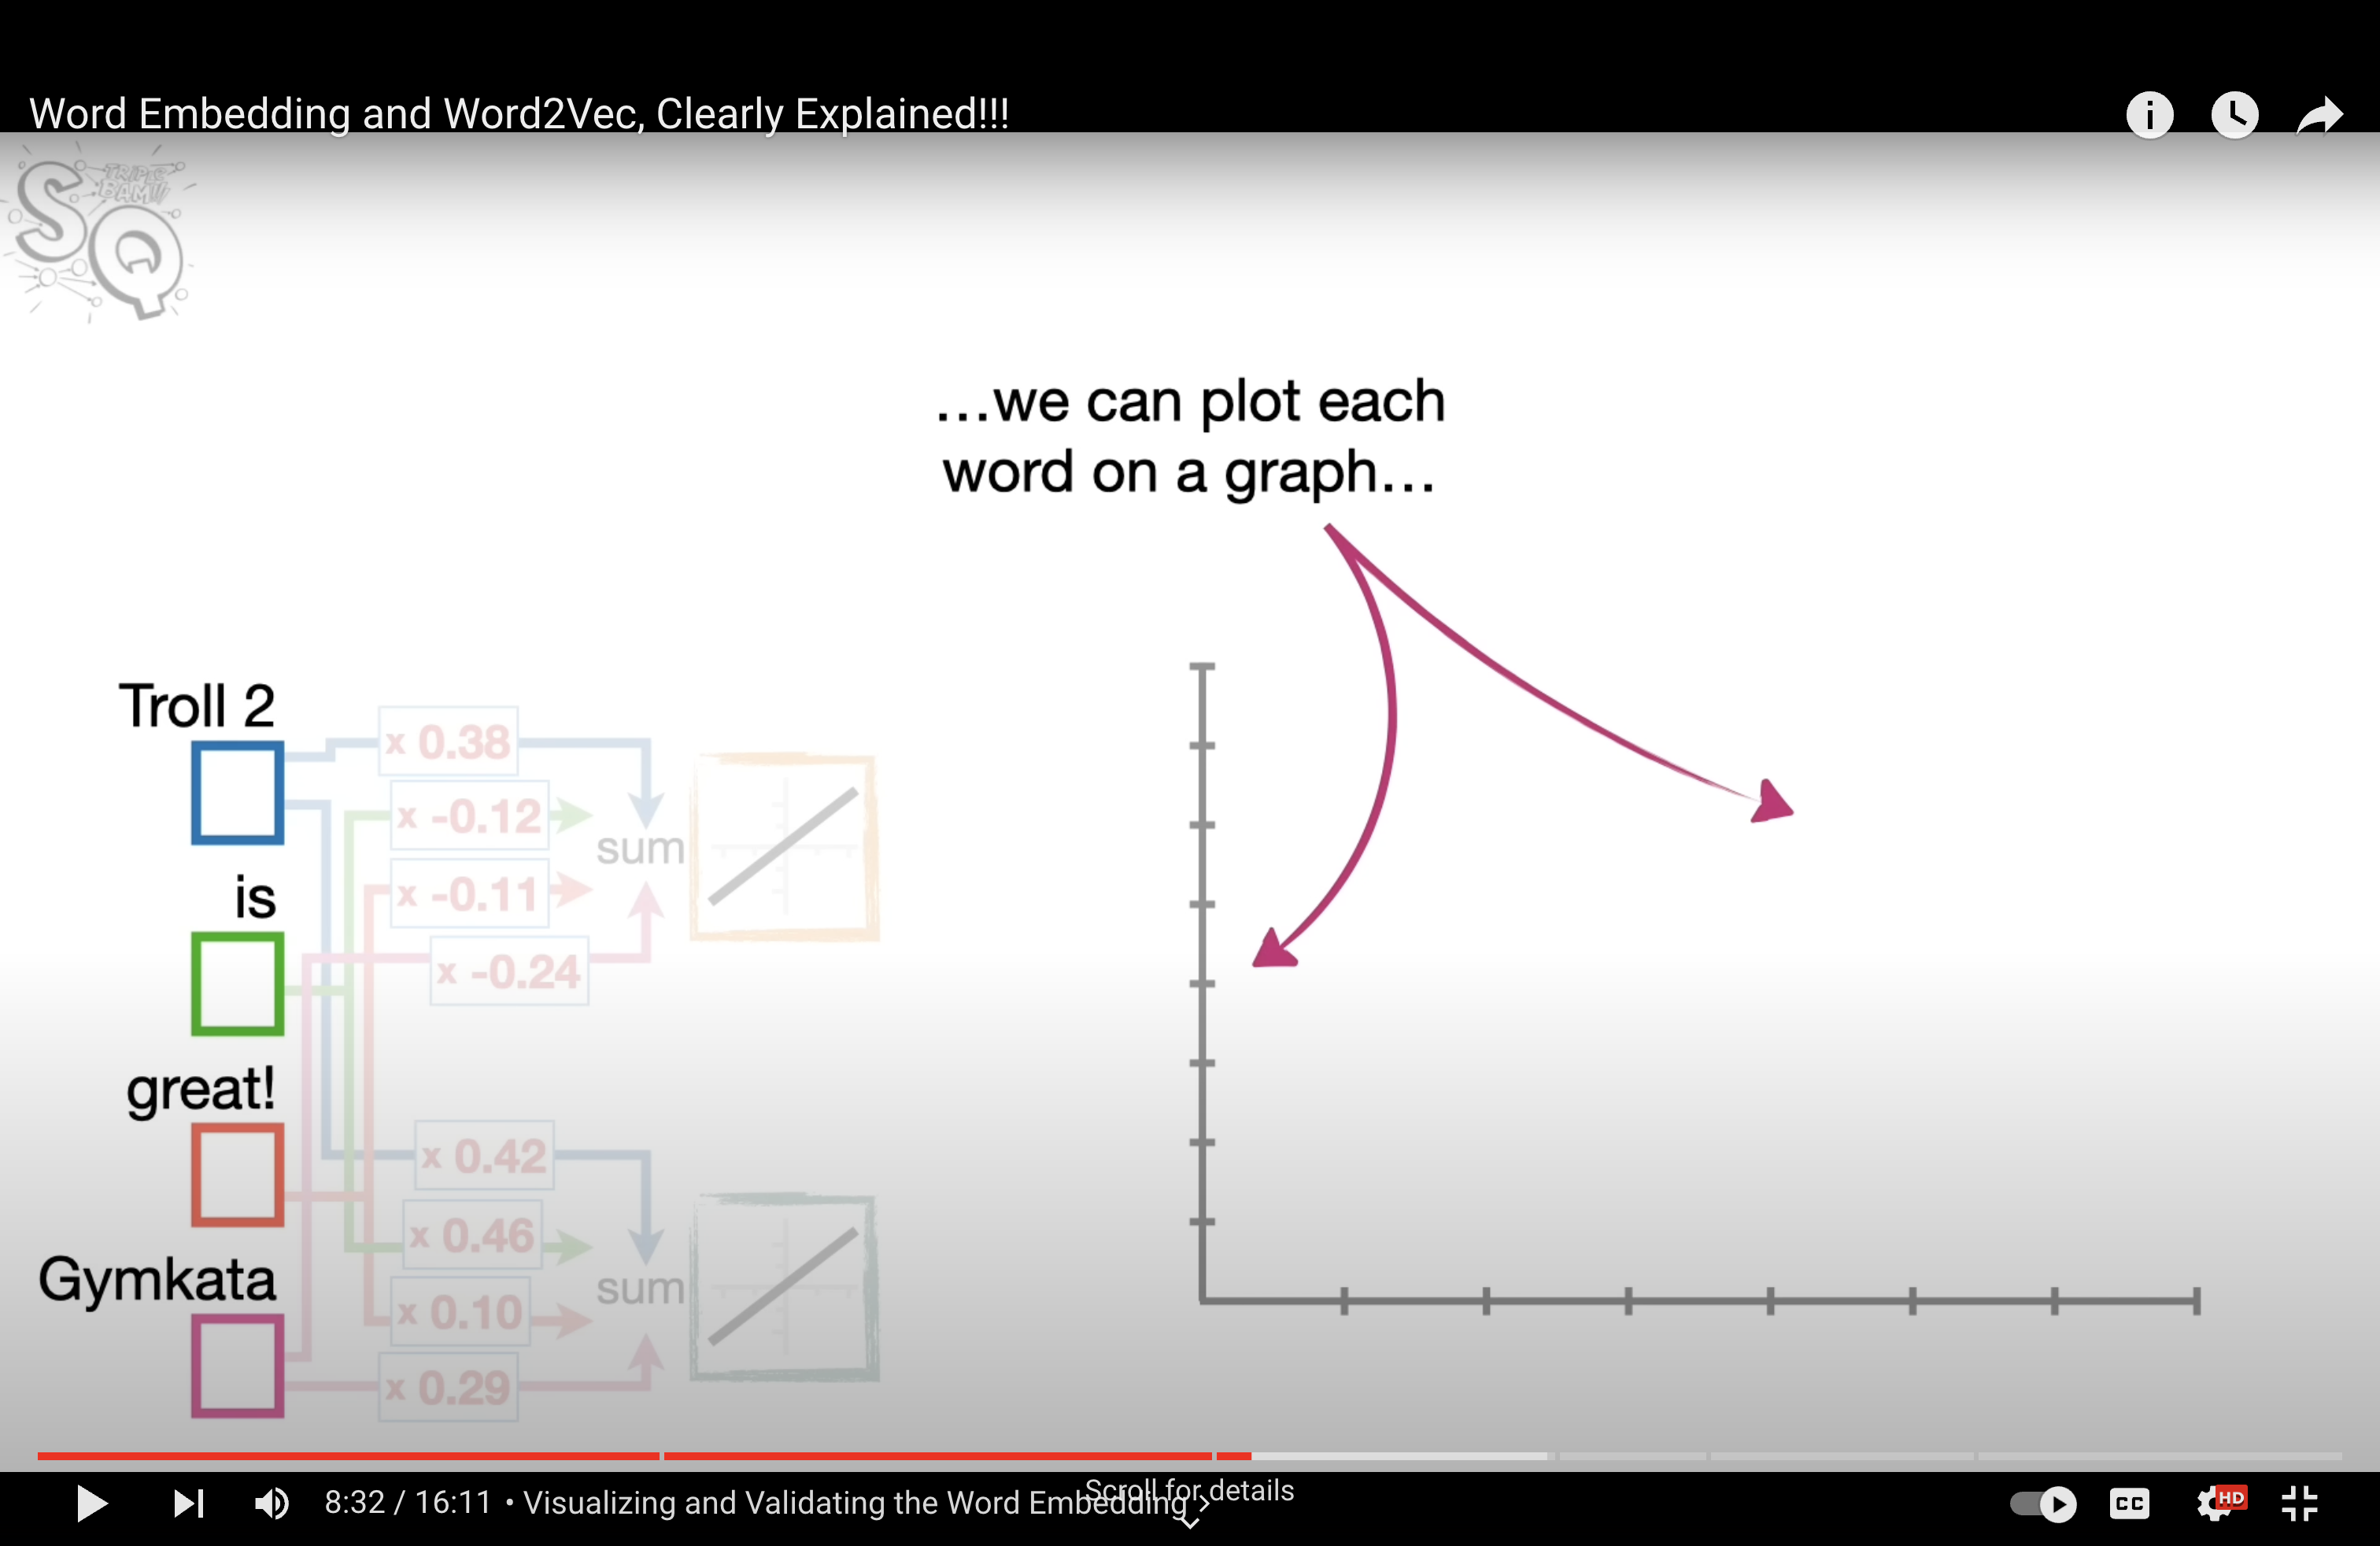 Word Embedding and Word2Vec, Clearly Explained!!!
i
SQ
TRIPLE
BAM!!!
...we can plot each
word on a graph...
Troll 2
x 0.38
x -0.12
sum
is
x -0.11
x -0.24
great!
x 0.42
x 0.46
sum
Gymkata
x 0.10
x 0.29
8:32 / 16:11 • Visualizing and Validating the Word Embedding
Scroll for details
CC
HD